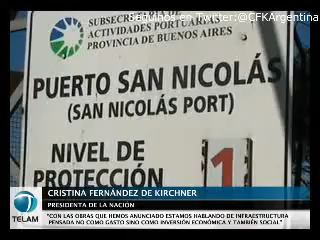 Seguinos en Twitter:@CFKArgentina
SUBSECRETARÍA DE
ACTIVIDADES PORTUARIAS
PROVINCIA DE BUENOS AIRES
PUERTO SAN NICOLÁS
(SAN NICOLÁS PORT)
NIVEL DE
PROTECCIÓN
1
CRISTINA FERNÁNDEZ DE KIRCHNER
PRESIDENTA DE LA NACIÓN
TELAM
"CON LAS OBRAS QUE HEMOS ANUNCIADO ESTAMOS HABLANDO DE INFRAESTRUCTURA
PENSADA NO COMO GASTO SINO COMO INVERSIÓN ECONÓMICA Y TAMBIÉN SOCIAL"